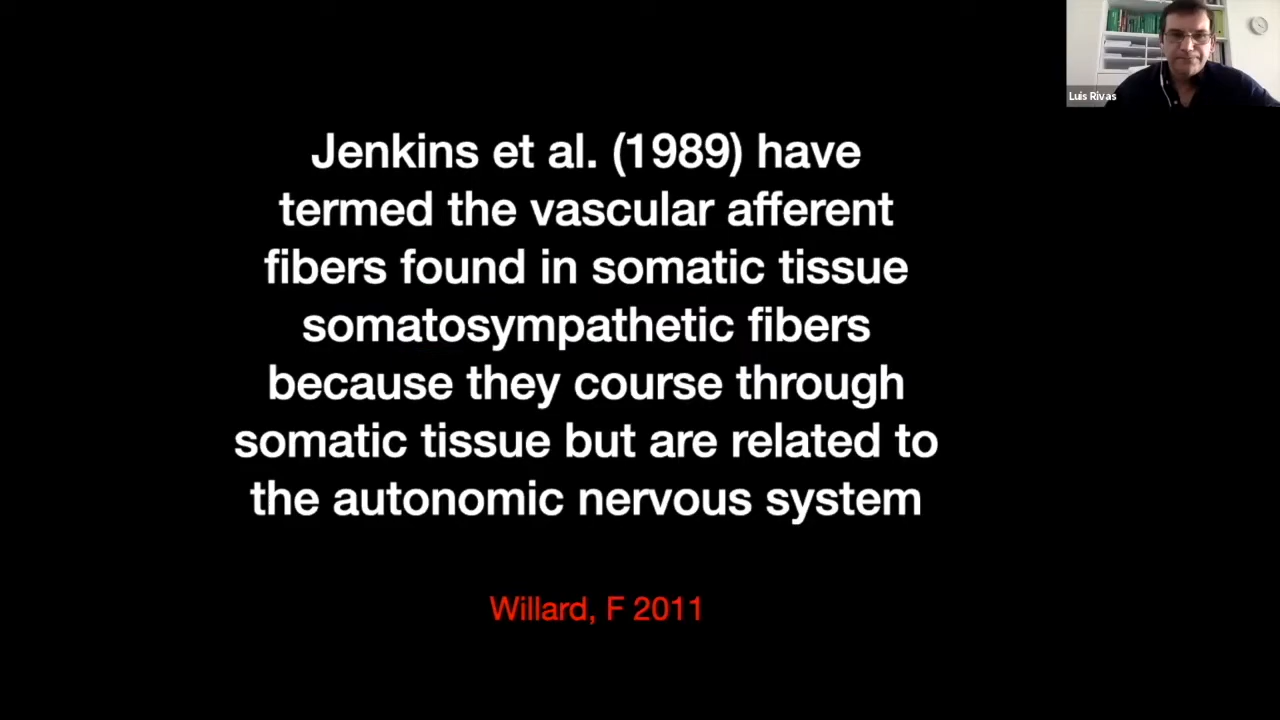 Luis Rivas
Jenkins et al. (1989) have
termed the vascular afferent
fibers found in somatic tissue
somatosympathetic fibers
because they course through
somatic tissue but are related to
the autonomic nervous system
Willard, F 2011